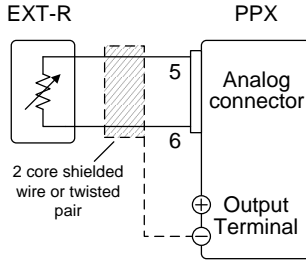 EXT-R
PPX
5
Analog
connector
6
2 core shielded
wire or twisted
pair
+
Output
Terminal
−